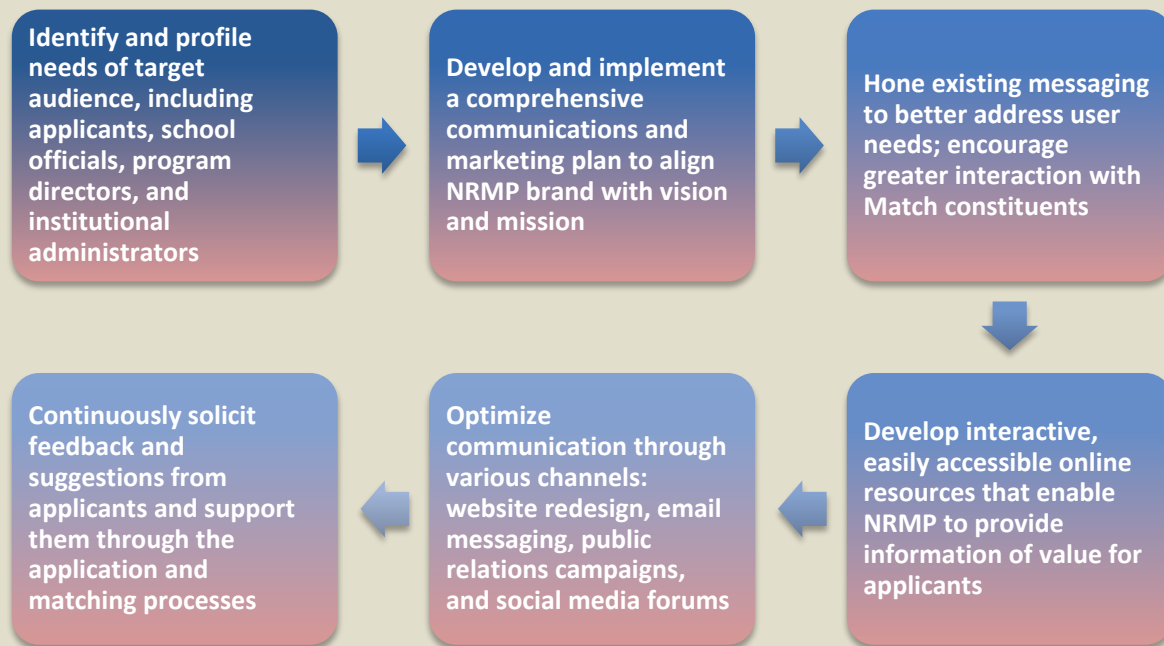 Identify and profile
needs of target
audience, including
applicants, school
officials, program
directors, and
institutional
administrators
Develop and implement
a comprehensive
communications and
marketing plan to align
NRMP brand with vision
and mission
Hone existing messaging
to better address user
needs; encourage
greater interaction with
Match constituents
Develop interactive,
easily accessible online
resources that enable
NRMP to provide
information of value for
applicants
Optimize
communication through
various channels:
website redesign, email
messaging, public
relations campaigns,
and social media forums
Continuously solicit
feedback and
suggestions from
applicants and support
them through the
application and
matching processes